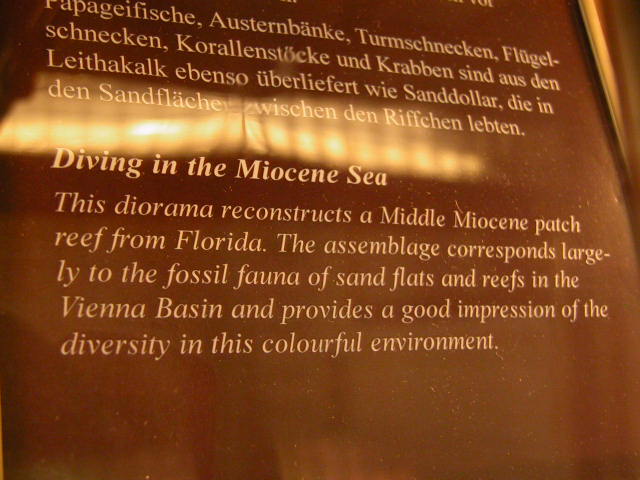 Papageifische, Austernbänke, Turmschnecken, Flügel-
schnecken, Korallenstöcke und Krabben sind aus den
Leithakalk ebenso überliefert wie Sanddollar, die in
den Sandfläche zwischen den Riffchen lebten.
Diving in the Miocene Sea
This diorama reconstructs a Middle Miocene patch
reef from Florida. The assemblage corresponds large-
ly to the fossil fauna of sand flats and reefs in the
Vienna Basin and provides a good impression of the
diversity in this colourful environment.